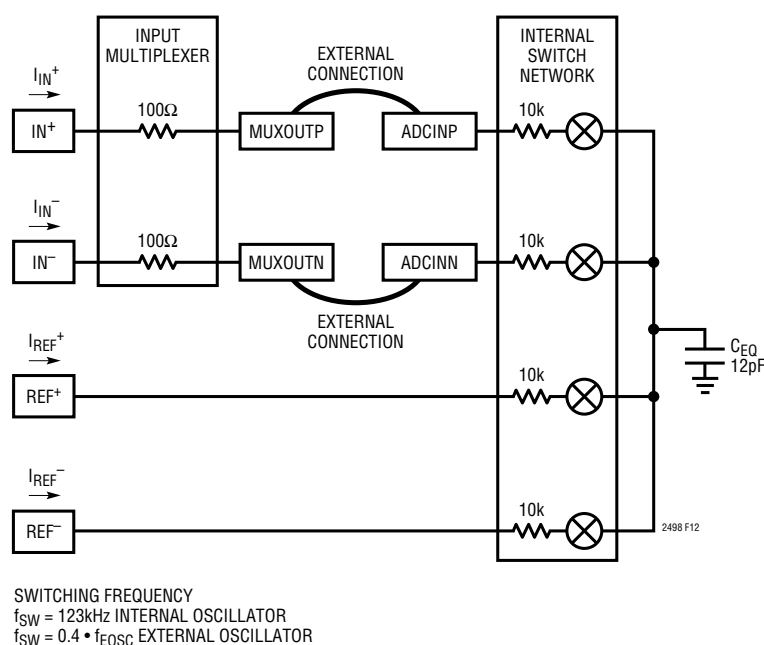 INPUT
MULTIPLEXER
EXTERNAL
CONNECTION
INTERNAL
SWITCH
NETWORK
IIN+
IN+
100Ω
MUXOUTP
ADCINP
10k
IIN–
IN–
100Ω
MUXOUTN
ADCINN
10k
EXTERNAL
CONNECTION
IREF+
REF+
10k
CEQ
12pF
IREF–
REF–
10k
2498 F12
SWITCHING FREQUENCY
fSW = 123kHz INTERNAL OSCILLATOR
fSW = 0.4 • fEOSC EXTERNAL OSCILLATOR